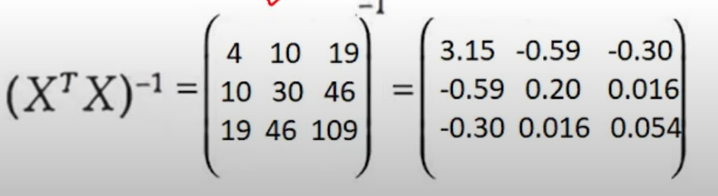 (XᵀX)⁻¹ = (4 10 19; 10 30 46; 19 46 109)⁻¹ = (3.15 -0.59 -0.30; -0.59 0.20 0.016; -0.30 0.016 0.054)